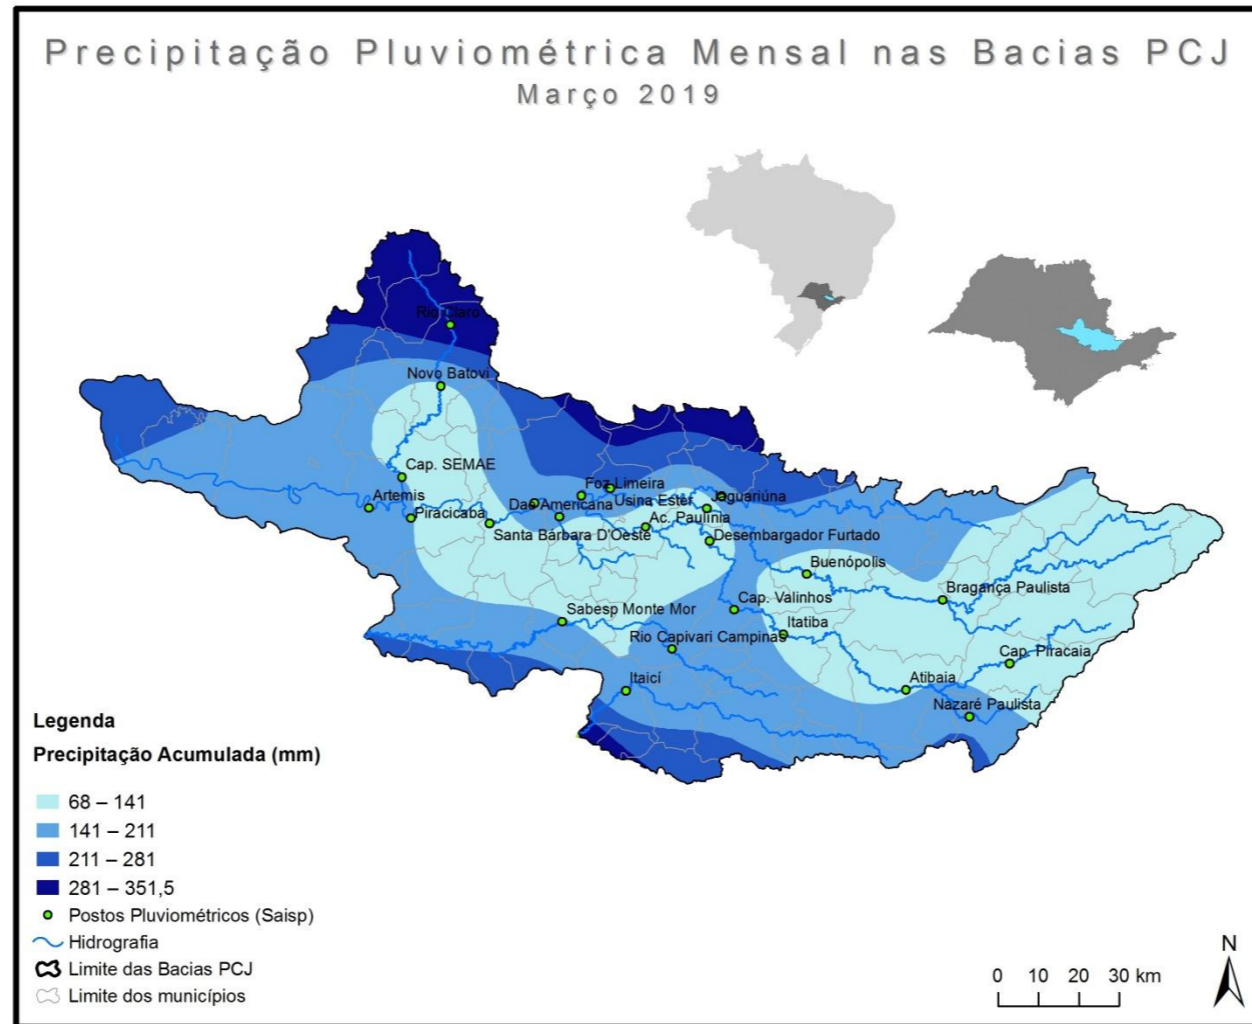 Precipitação Pluviométrica Mensal nas Bacias PCJ
Março 2019
Rio Claro
Novo Batovi
Cap. SEMAE
Artemis
Piracicaba
Foz Limeira
Dae Americana
Usina Ester
Jaguariúna
Santa Bárbara D'Oeste
Ac. Paulínia
Desembargador Furtado
Buenópolis
Bragança Paulista
Sabesp Monte Mor
Cap. Valinhos
Itatiba
Rio Capivari Campinas
Cap. Piracaia
Itaicí
Atibaia
Nazaré Paulista
Legenda
Precipitação Acumulada (mm)
68 – 141
141 – 211
211 – 281
281 – 351,5
Postos Pluviométricos (Saisp)
Hidrografia
Limite das Bacias PCJ
Limite dos municípios
N
0 10 20 30 km